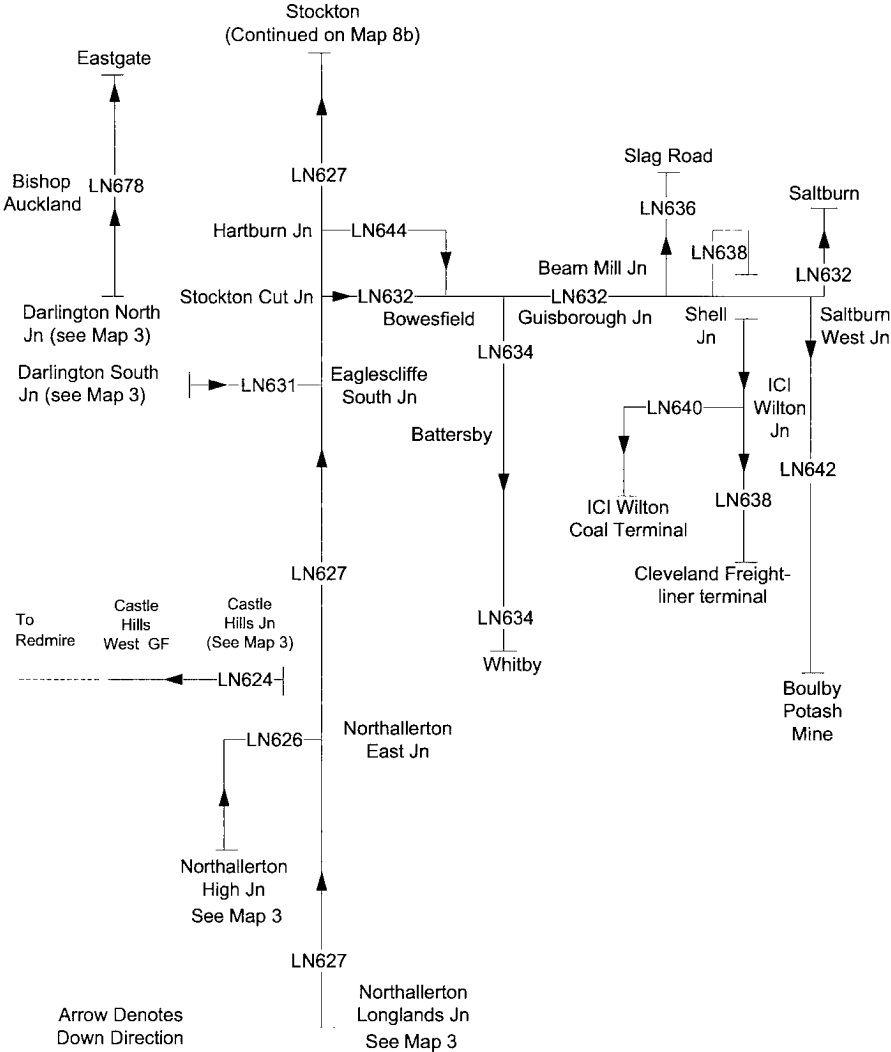 Stockton
(Continued on Map 8b)
Eastgate
LN627
Bishop
Auckland
LN678
Slag Road
LN636
Saltburn
Hartburn Jn
LN644
LN638
Beam Mill Jn
LN632
Darlington North
Jn (see Map 3)
Stockton Cut Jn
LN632
Bowesfield
LN632
Guisborough Jn
Shell
Jn
Saltburn
West Jn
LN634
Darlington South
Jn (see Map 3)
LN631
Eaglescliffe
South Jn
ICI
Wilton
Jn
LN640
Battersby
LN642
LN638
ICI Wilton
Coal Terminal
LN627
Cleveland Freight-
liner terminal
To
Redmire
Castle
Hills
West GF
Castle
Hills Jn
(See Map 3)
LN634
Whitby
LN624
Boulby
Potash
Mine
LN626
Northallerton
East Jn
Northallerton
High Jn
See Map 3
LN627
Northallerton
Longlands Jn
See Map 3
Arrow Denotes
Down Direction